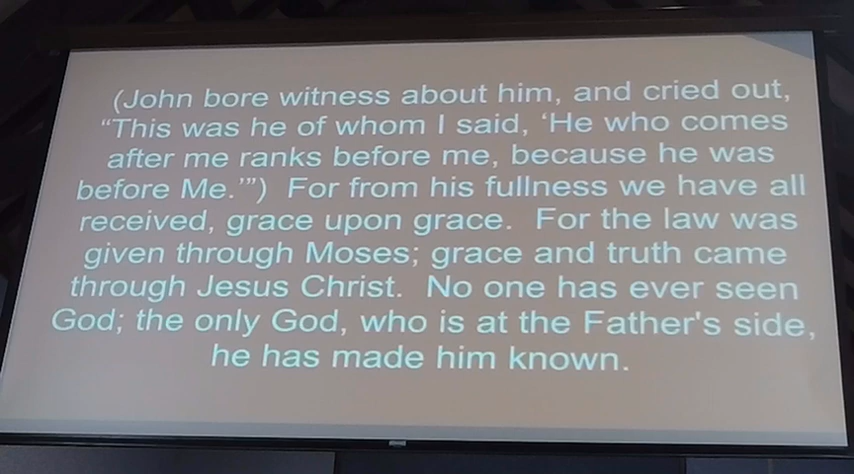 (John bore witness about him, and cried out,
“This was he of whom I said, ‘He who comes
after me ranks before me, because he was
before Me.’”)  For from his fullness we have all
received, grace upon grace.  For the law was
given through Moses; grace and truth came
through Jesus Christ.  No one has ever seen
God; the only God, who is at the Father's side,
he has made him known.